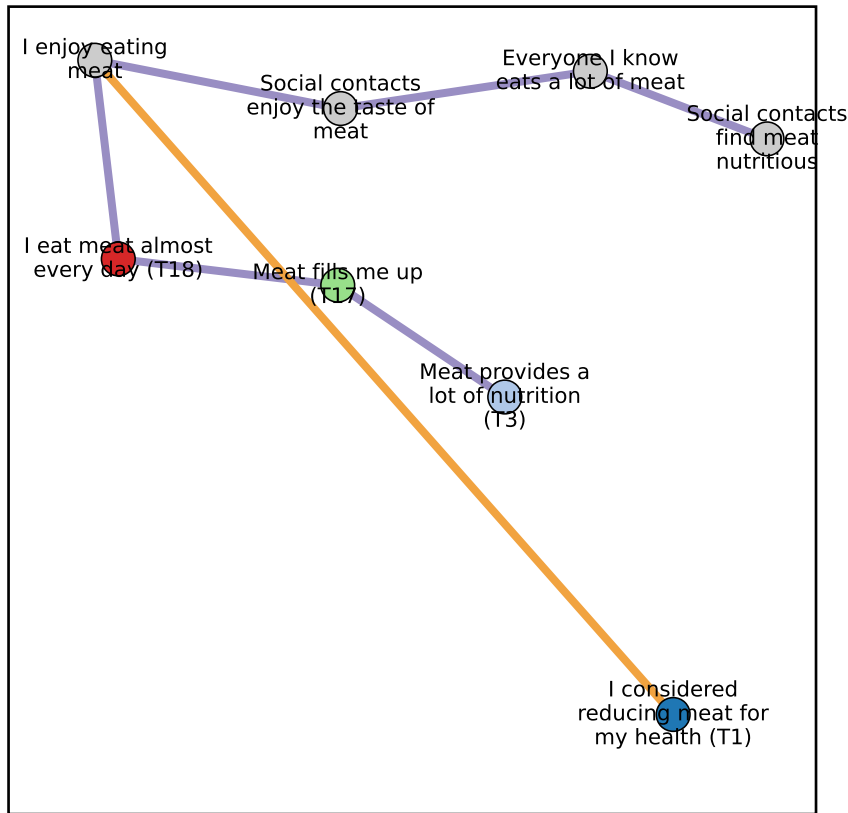 I enjoy eating
meat
Social contacts
enjoy the taste of
meat
Everyone I know
eats a lot of meat
Social contacts
find meat
nutritious
I eat meat almost
every day (T18)
Meat fills me up
(T17)
Meat provides a
lot of nutrition
(T3)
I considered
reducing meat for
my health (T1)